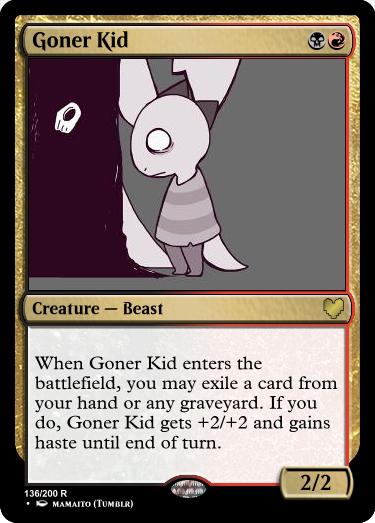 Goner Kid
Creature — Beast
When Goner Kid enters the
battlefield, you may exile a card from
your hand or any graveyard. If you
do, Goner Kid gets +2/+2 and gains
haste until end of turn.
2/2
136/200 R
• MAMAITO (TUMBLR)